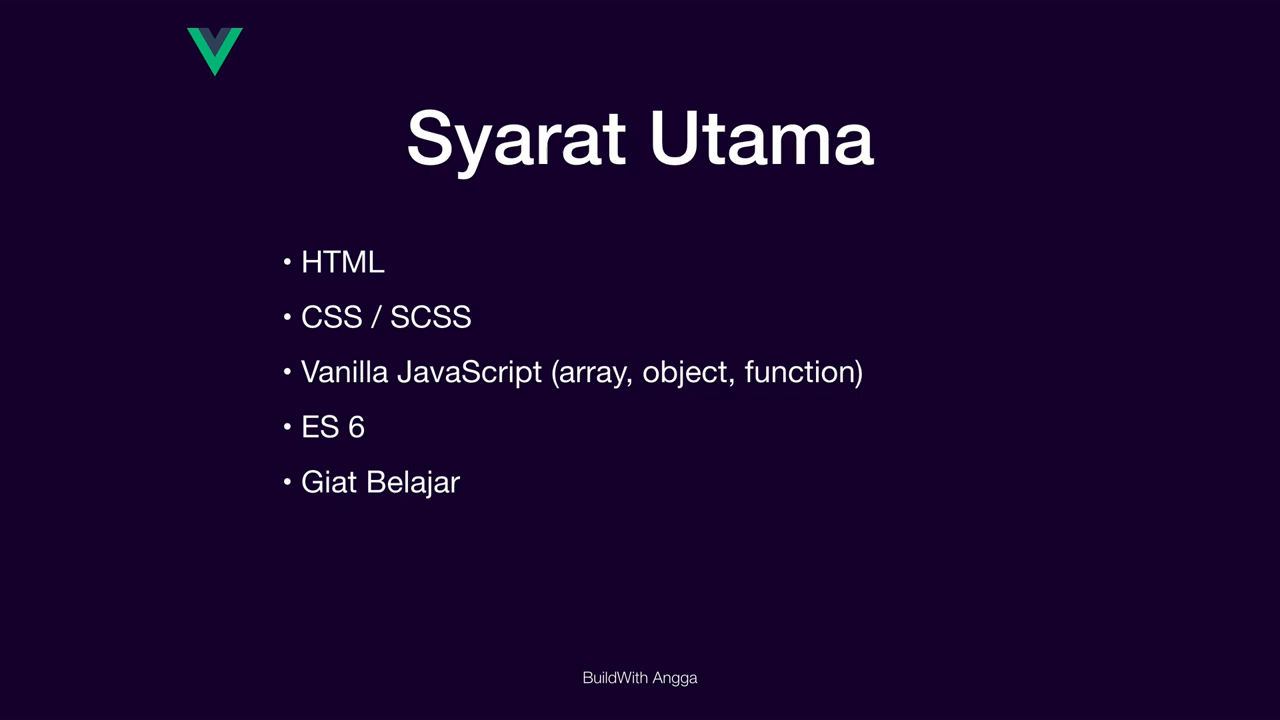 Syarat Utama
• HTML
• CSS / SCSS
• Vanilla JavaScript (array, object, function)
• ES 6
• Giat Belajar
BuildWith Angga